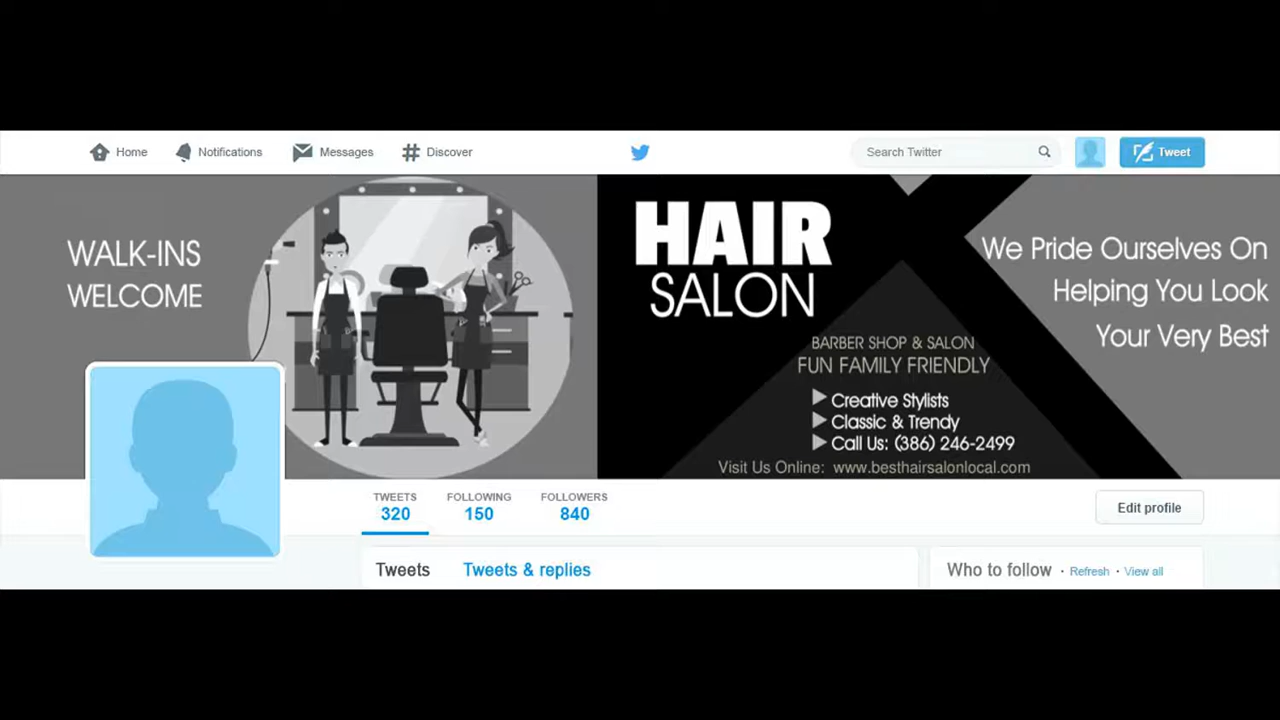 Home
Notifications
Messages
Discover
Search Twitter
Tweet
WALK-INS
WELCOME
HAIR
SALON
BARBER SHOP & SALON
FUN FAMILY FRIENDLY
Creative Stylists
Classic & Trendy
Call Us: (386) 246-2499
Visit Us Online: www.besthairsalonlocal.com
We Pride Ourselves On
Helping You Look
Your Very Best
TWEETS
320
FOLLOWING
150
FOLLOWERS
840
Edit profile
Tweets
Tweets & replies
Who to follow · Refresh · View all